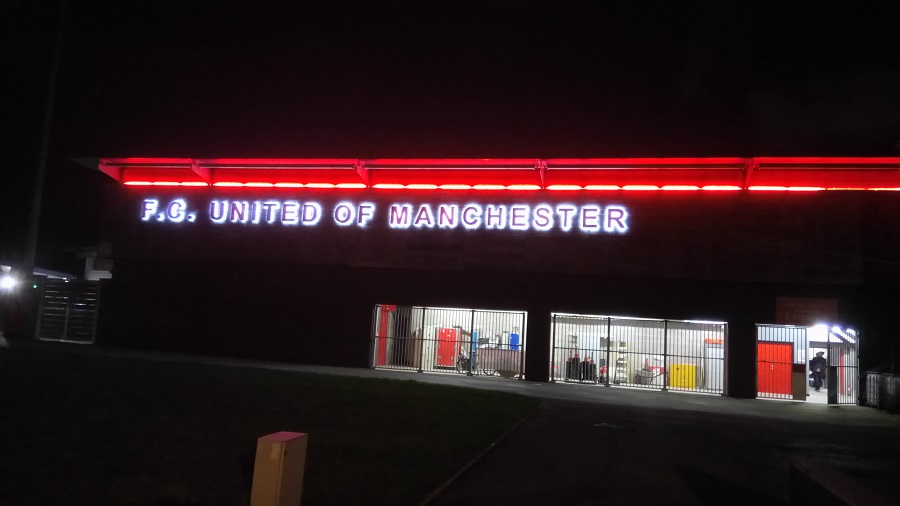 F.C. UNITED OF MANCHESTER